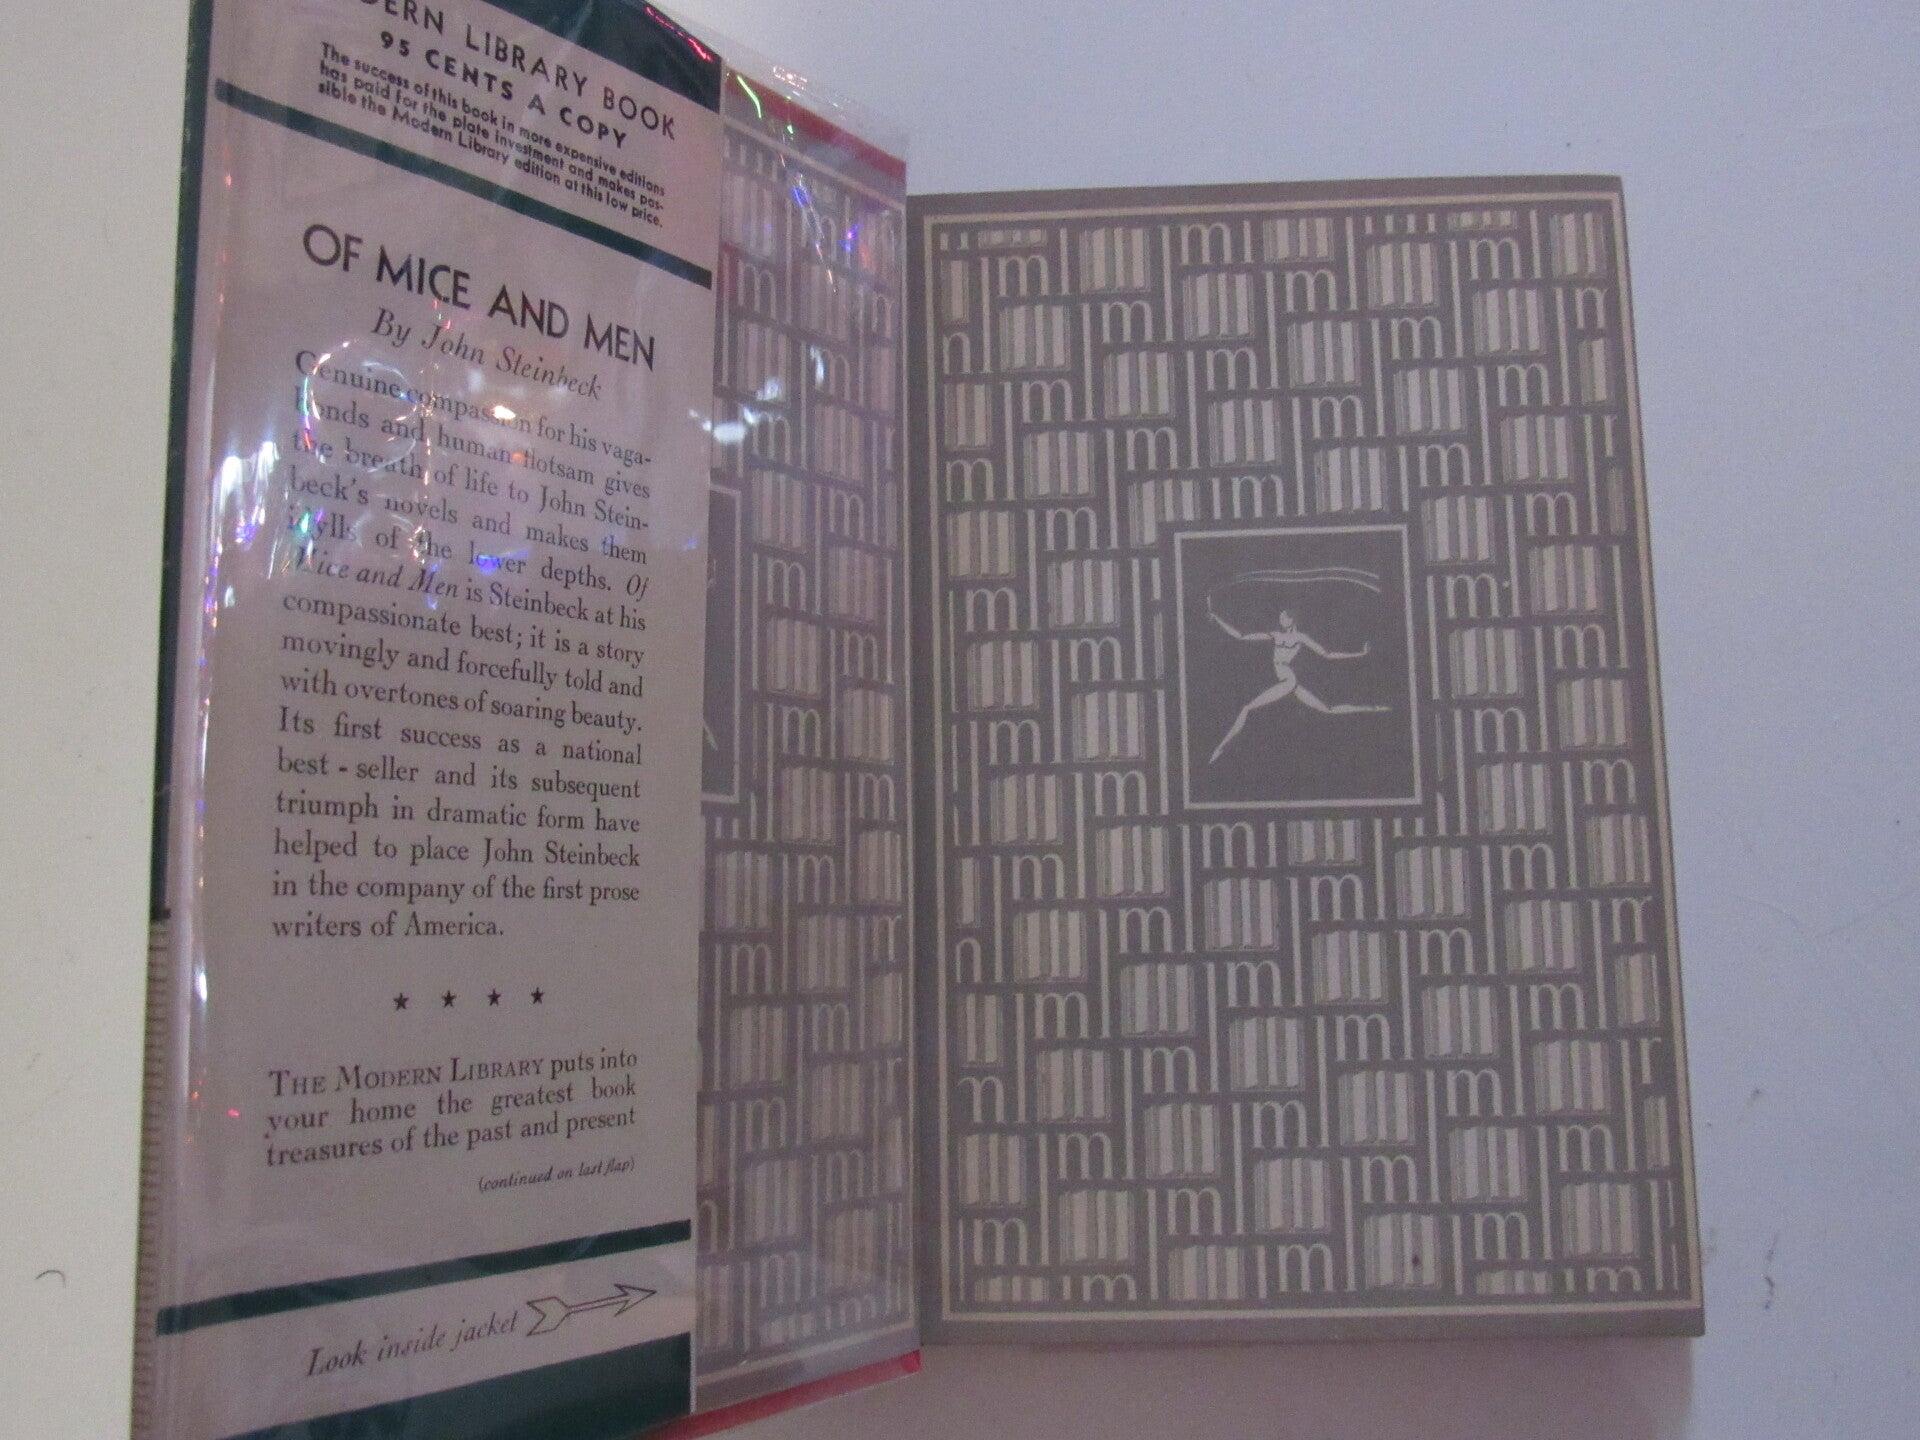 LIBRARY BOOK
95 CENTS A COPY
The success of this book in more expensive editions
has paid for the plate investment and makes pos-
sible the Modern Library edition at this low price.
OF MICE AND MEN
By John Steinbeck
Genuine compassion for his vaga-
bonds and human flotsam gives
the breath of life to John Stein-
beck's novels and makes them
idylls of the lower depths. Of
Mice and Men is Steinbeck at his
compassionate best; it is a story
movingly and forcefully told and
with overtones of soaring beauty.
Its first success as a national
best - seller and its subsequent
triumph in dramatic form have
helped to place John Steinbeck
in the company of the first prose
writers of America.
THE MODERN LIBRARY puts into
your home the greatest book
treasures of the past and present
(continued on last flap)
Look inside jacket